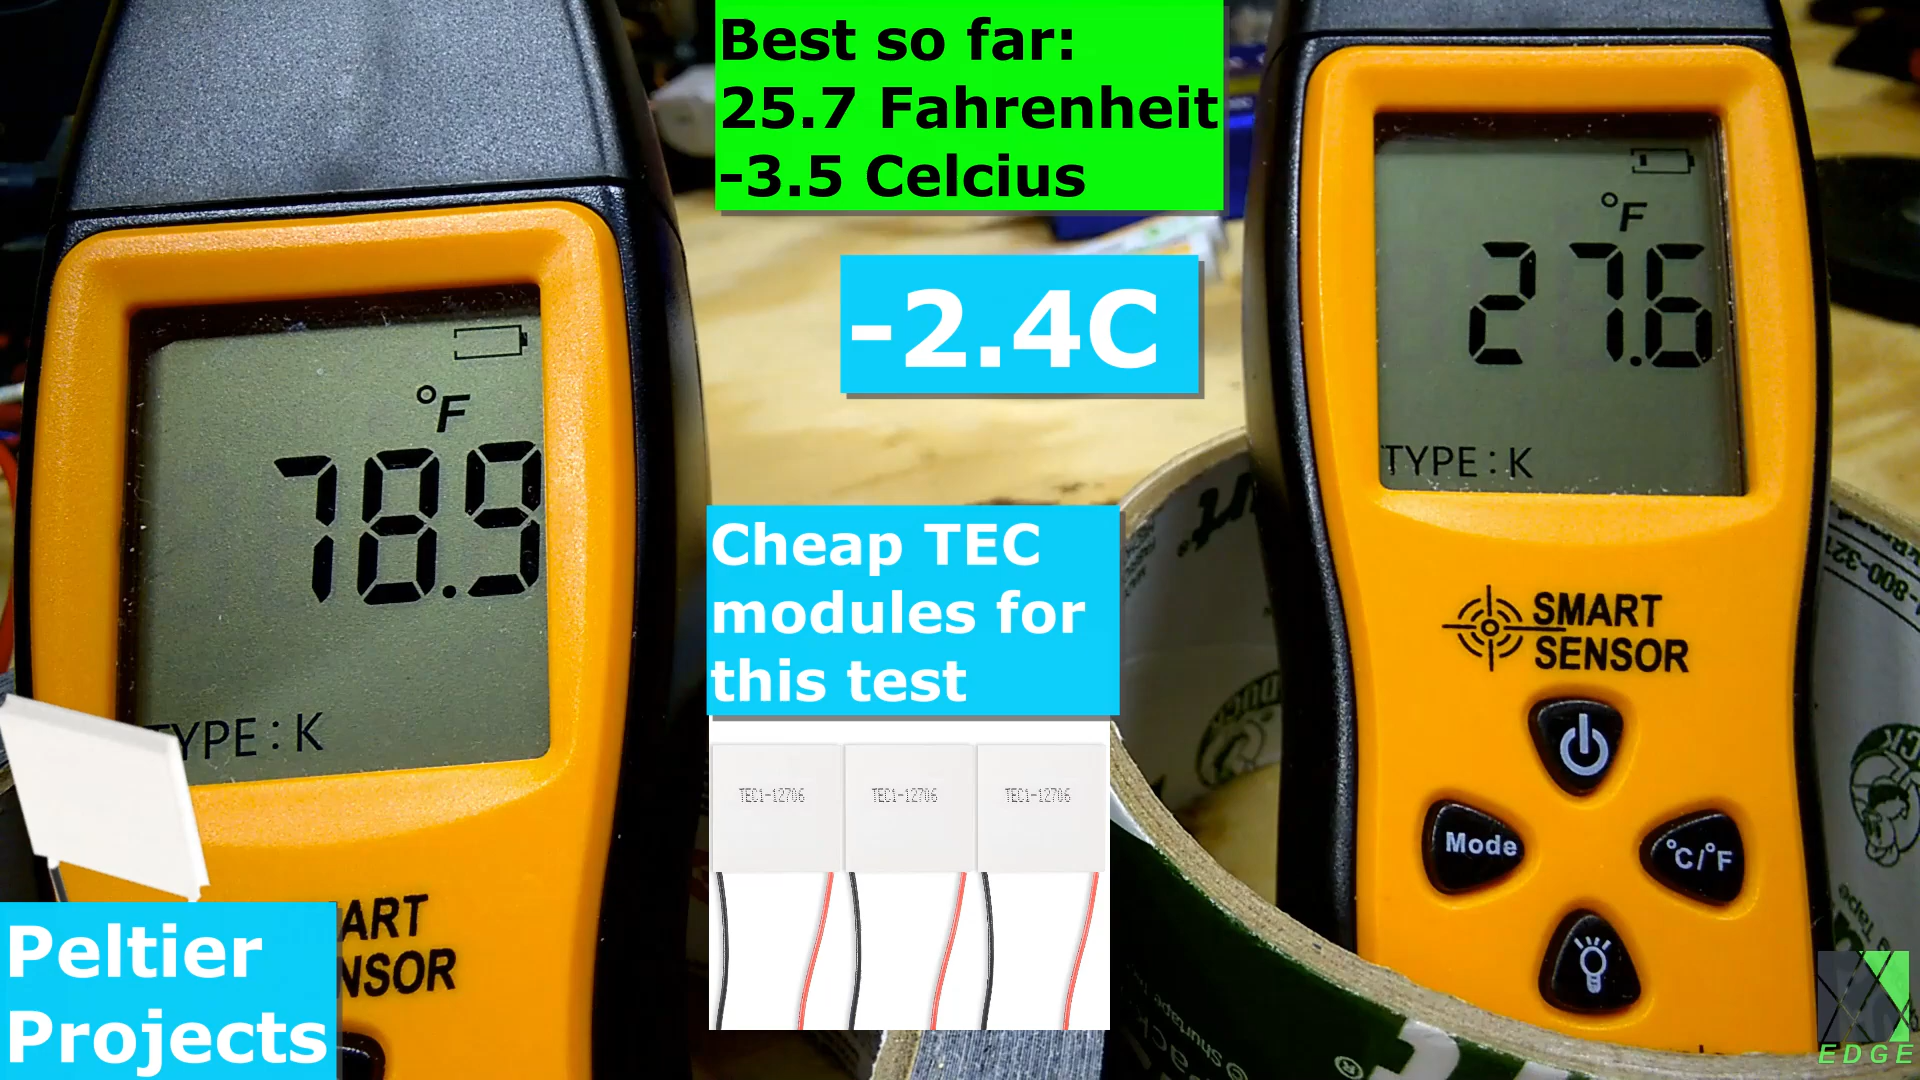 Best so far:
25.7 Fahrenheit
-3.5 Celcius
-2.4C
°F
78.9
TYPE : K
°F
27.6
TYPE : K
Cheap TEC
modules for
this test
TEC1-12706
TEC1-12706
TEC1-12706
SMART
SENSOR
Mode
°C/°F
ART
NSOR
Peltier
Projects
EDGE